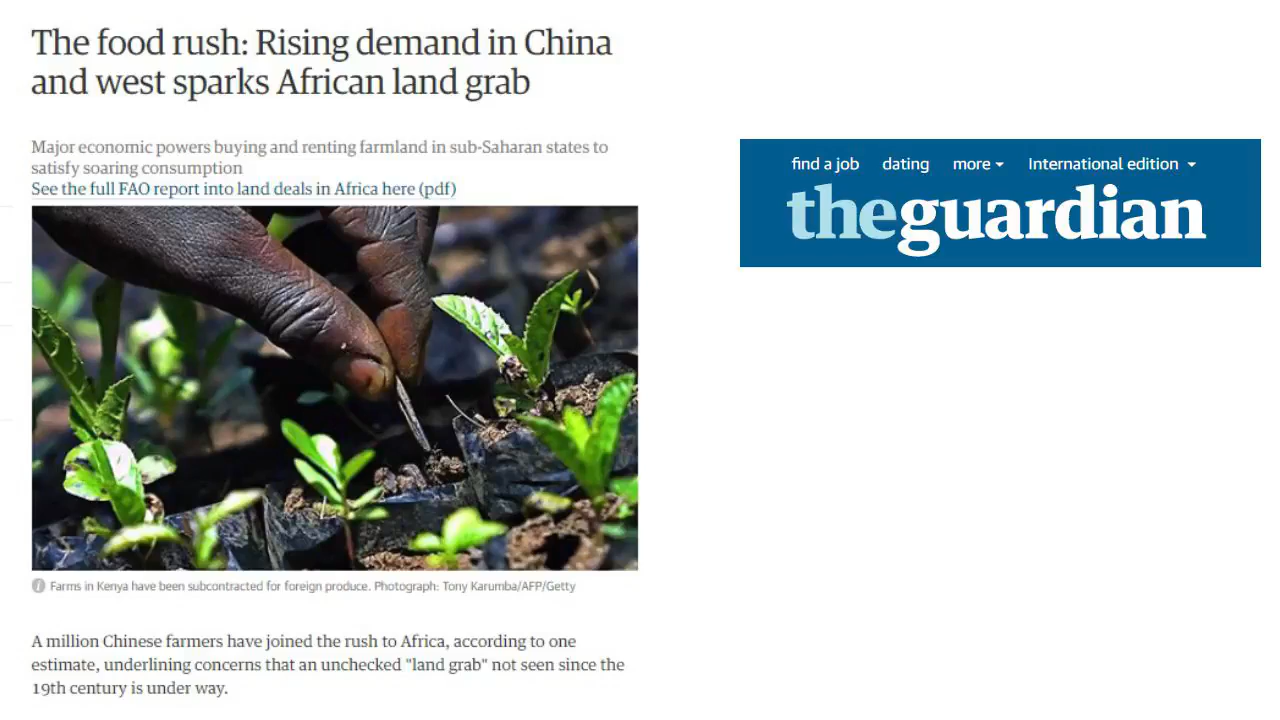 The food rush: Rising demand in China
and west sparks African land grab
Major economic powers buying and renting farmland in sub-Saharan states to
satisfy soaring consumption
See the full FAO report into land deals in Africa here (pdf)
Farms in Kenya have been subcontracted for foreign produce. Photograph: Tony Karumba/AFP/Getty
A million Chinese farmers have joined the rush to Africa, according to one
estimate, underlining concerns that an unchecked "land grab" not seen since the
19th century is under way.
find a job dating more International edition
theguardian